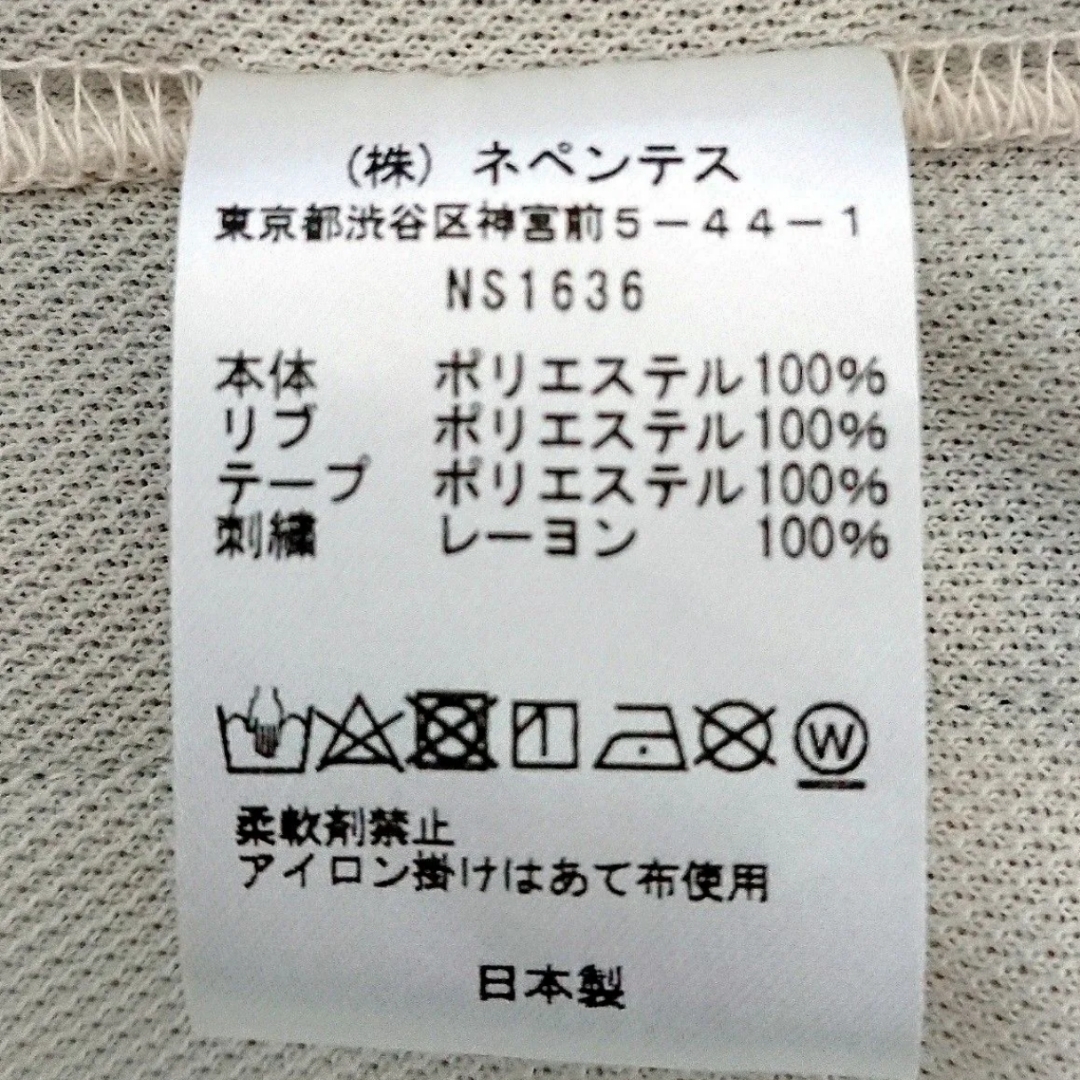 (株) ネペンテス
東京都渋谷区神宮前5-44-1
NS1636
本体 ポリエステル100%
リブ ポリエステル100%
テープ ポリエステル100%
刺繍 レーヨン 100%
W
柔軟剤禁止
アイロン掛けはあて布使用
日本製